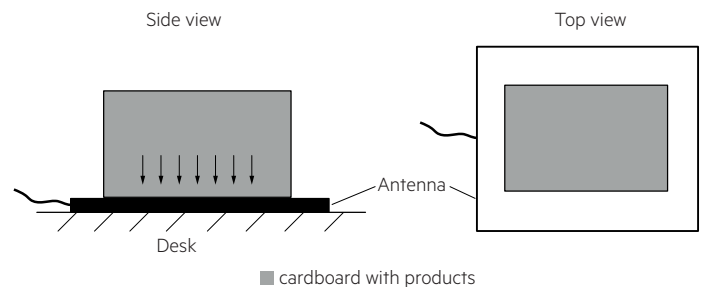 Side view
Top view
Antenna
Desk
cardboard with products